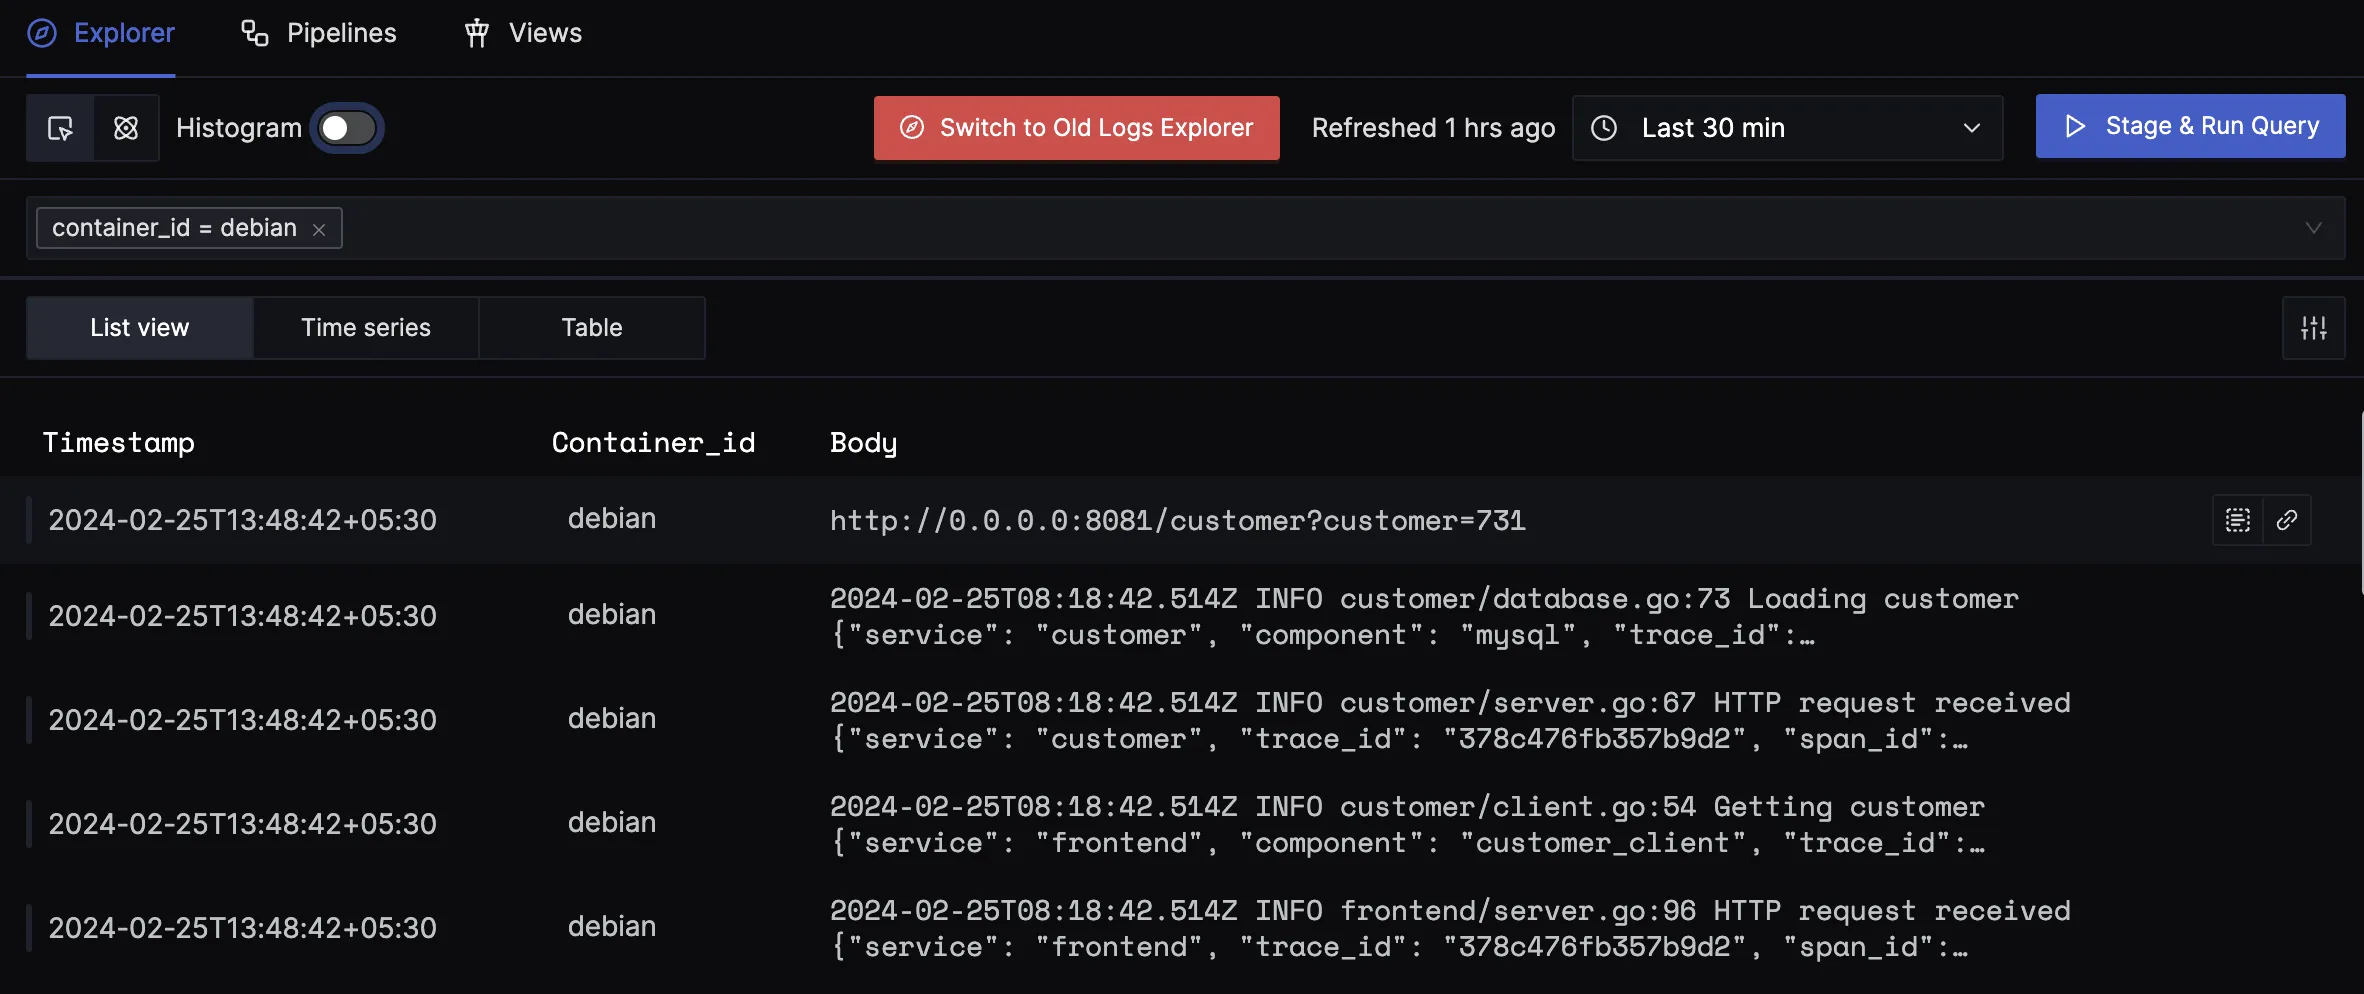 Explorer Pipelines Views
Histogram Switch to Old Logs Explorer Refreshed 1 hrs ago Last 30 min Stage & Run Query
container_id = debian
List view Time series Table
Timestamp Container_id Body
2024-02-25T13:48:42+05:30 debian http://0.0.0.0:8081/customer?customer=731
2024-02-25T13:48:42+05:30 debian 2024-02-25T08:18:42.514Z INFO customer/database.go:73 Loading customer
{"service": "customer", "component": "mysql", "trace_id":…
2024-02-25T13:48:42+05:30 debian 2024-02-25T08:18:42.514Z INFO customer/server.go:67 HTTP request received
{"service": "customer", "trace_id": "378c476fb357b9d2", "span_id":…
2024-02-25T13:48:42+05:30 debian 2024-02-25T08:18:42.514Z INFO customer/client.go:54 Getting customer
{"service": "frontend", "component": "customer_client", "trace_id":…
2024-02-25T13:48:42+05:30 debian 2024-02-25T08:18:42.514Z INFO frontend/server.go:96 HTTP request received
{"service": "frontend", "trace_id": "378c476fb357b9d2", "span_id":…